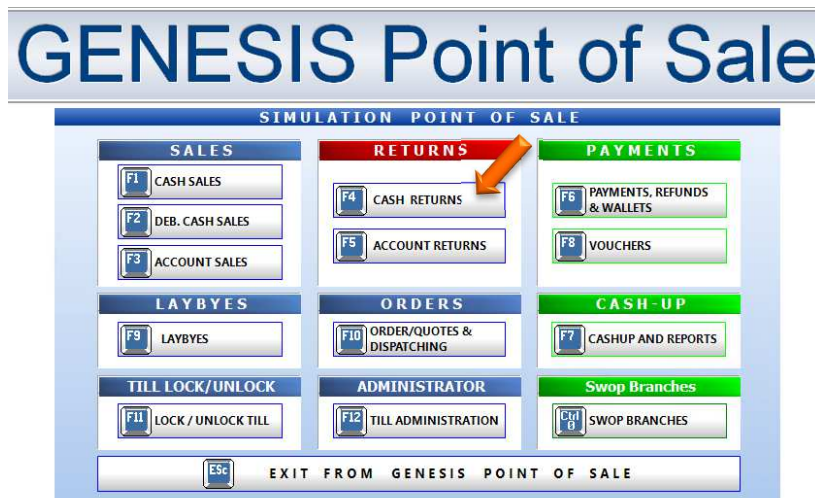 GENESIS Point of Sale
SIMULATION POINT OF SALE
SALES
F1 CASH SALES
F2 DEB. CASH SALES
F3 ACCOUNT SALES
RETURNS
F4 CASH RETURNS
F5 ACCOUNT RETURNS
PAYMENTS
F6 PAYMENTS, REFUNDS
& WALLETS
F8 VOUCHERS
LAYBYES
F9 LAYBYES
ORDERS
F10 ORDER/QUOTES &
DISPATCHING
CASH-UP
F7 CASHUP AND REPORTS
TILL LOCK/UNLOCK
F11 LOCK / UNLOCK TILL
ADMINISTRATOR
F12 TILL ADMINISTRATION
Swop Branches
Ctrl
0 SWOP BRANCHES
ESc EXIT FROM GENESIS POINT OF SALE